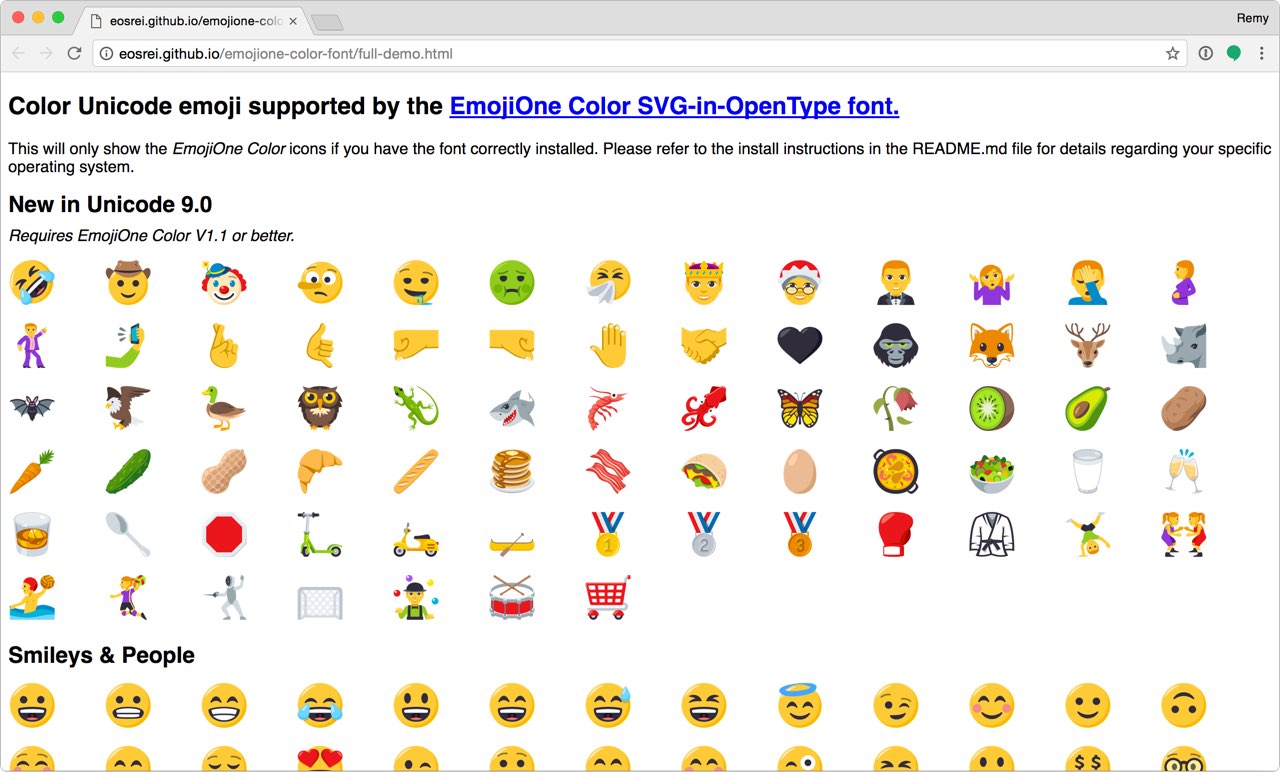 eosrei.github.io/emojione-colo
Remy
eosrei.github.io/emojione-color-font/full-demo.html
Color Unicode emoji supported by the EmojiOne Color SVG-in-OpenType font.
This will only show the EmojiOne Color icons if you have the font correctly installed. Please refer to the install instructions in the README.md file for details regarding your specific
operating system.
New in Unicode 9.0
Requires EmojiOne Color V1.1 or better.
1 2 3
Smileys & People
$ $